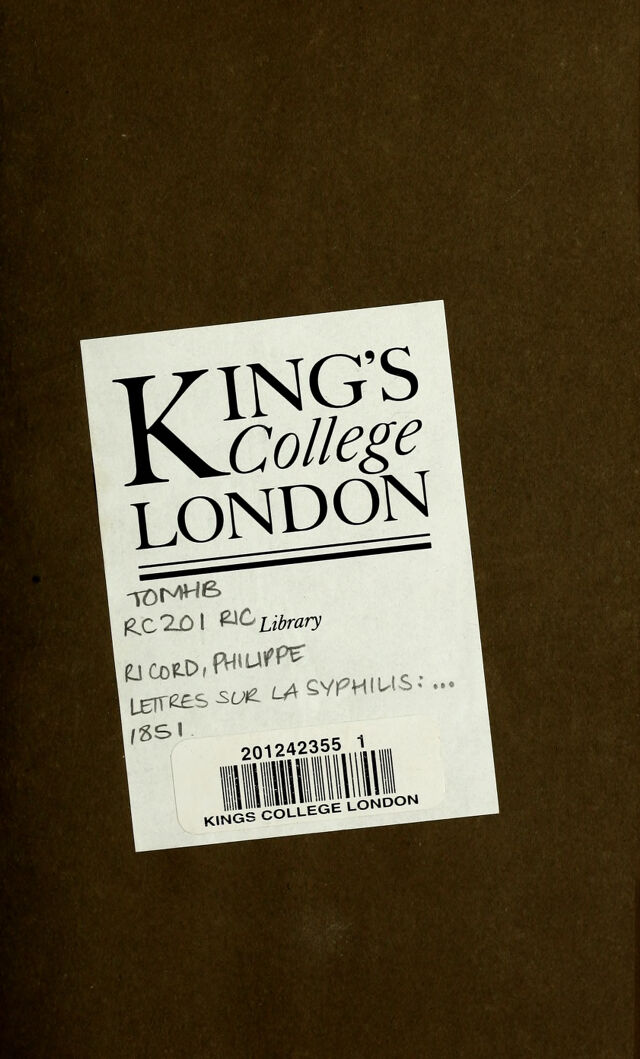 KING'S
College
LONDON
TOMHB
RC201 RIC Library
RICORD, PHILIPPE
LETTRES SUR LA SYPHILIS: ...
1851.
201242355 1
KINGS COLLEGE LONDON